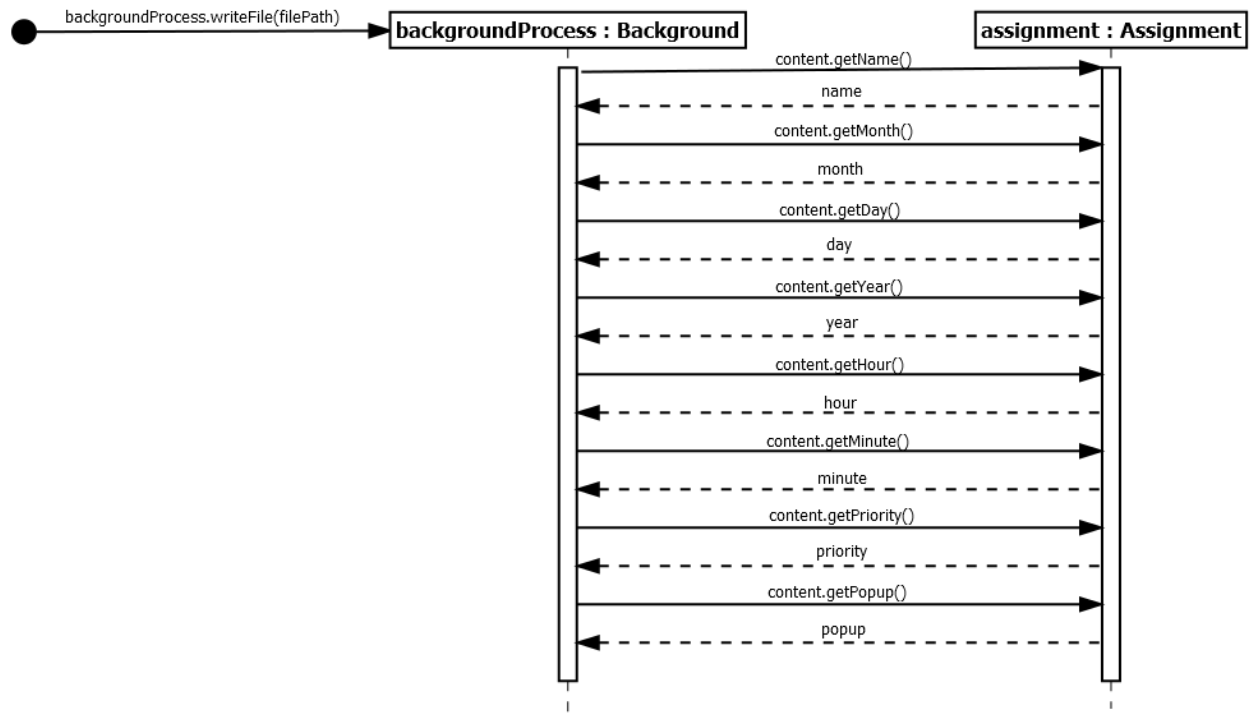 backgroundProcess.writeFile(filePath)
backgroundProcess : Background
assignment : Assignment
content.getName()
name
content.getMonth()
month
content.getDay()
day
content.getYear()
year
content.getHour()
hour
content.getMinute()
minute
content.getPriority()
priority
content.getPopup()
popup